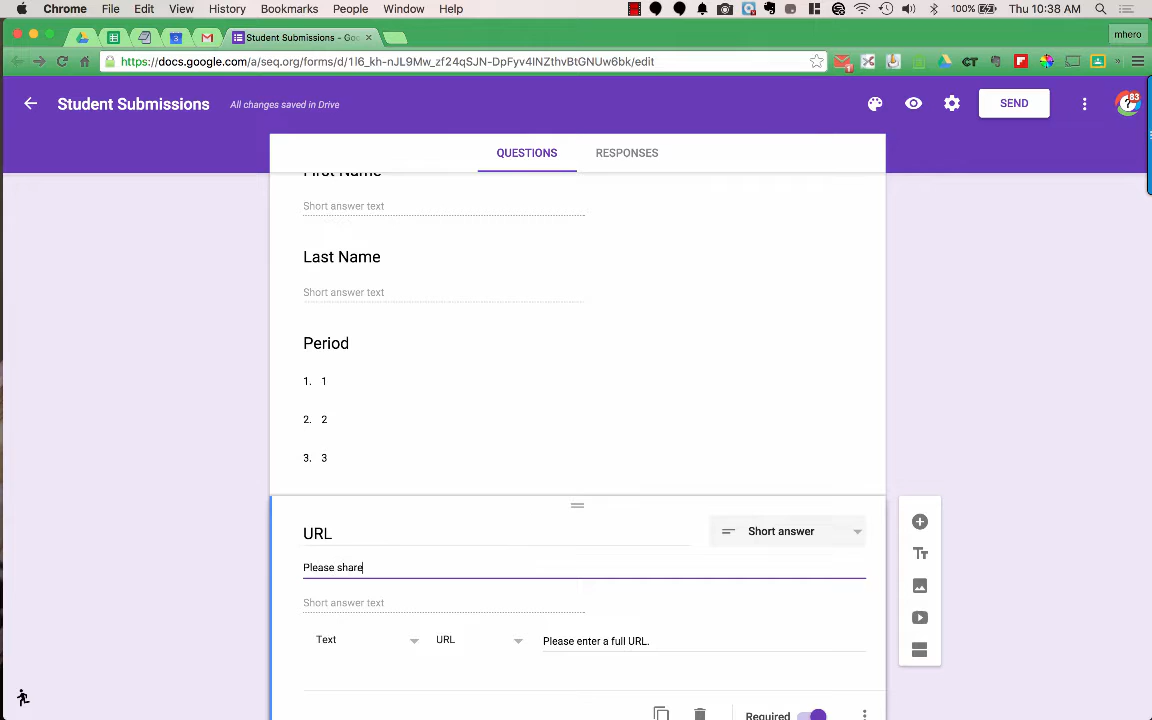 Chrome File Edit View History Bookmarks People Window Help 100% Thu 10:38 AM
Student Submissions - Goo mhero
https://docs.google.com/a/seq.org/forms/d/1l6_kh-nJL9Mw_zf24qSJN-DpFyv4lNZthvBtGNUw6bk/edit
Student Submissions All changes saved in Drive SEND 83
QUESTIONS RESPONSES
First Name
Short answer text
Last Name
Short answer text
Period
1. 1
2. 2
3. 3
URL Short answer
Please share
Short answer text
Text URL Please enter a full URL.
Required